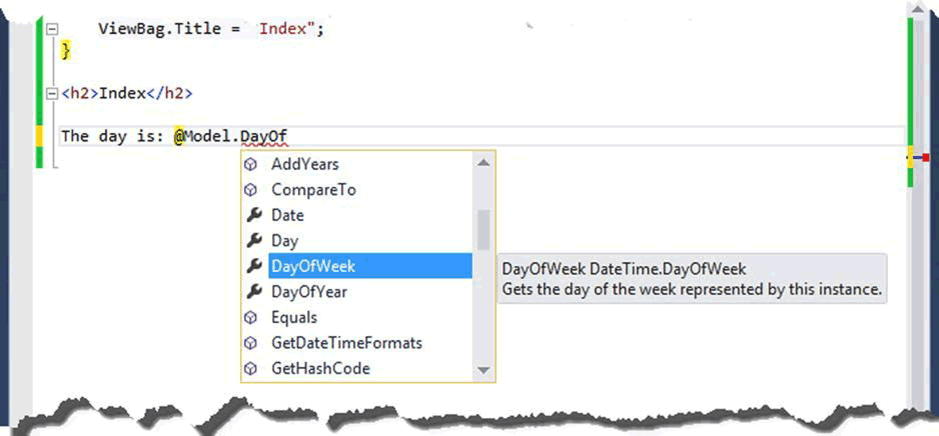 ViewBag.Title = Index";
}
<h2>Index</h2>
The day is: @Model.DayOf
AddYears
CompareTo
Date
Day
DayOfWeek
DayOfWeek DateTime.DayOfWeek
Gets the day of the week represented by this instance.
DayOfYear
Equals
GetDateTimeFormats
GetHashCode